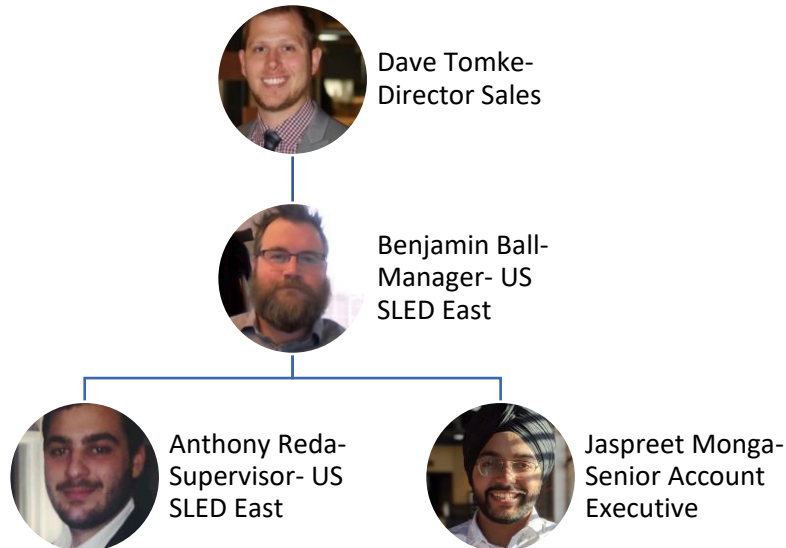 Dave Tomke-
Director Sales
Benjamin Ball-
Manager- US
SLED East
Anthony Reda-
Supervisor- US
SLED East
Jaspreet Monga-
Senior Account
Executive